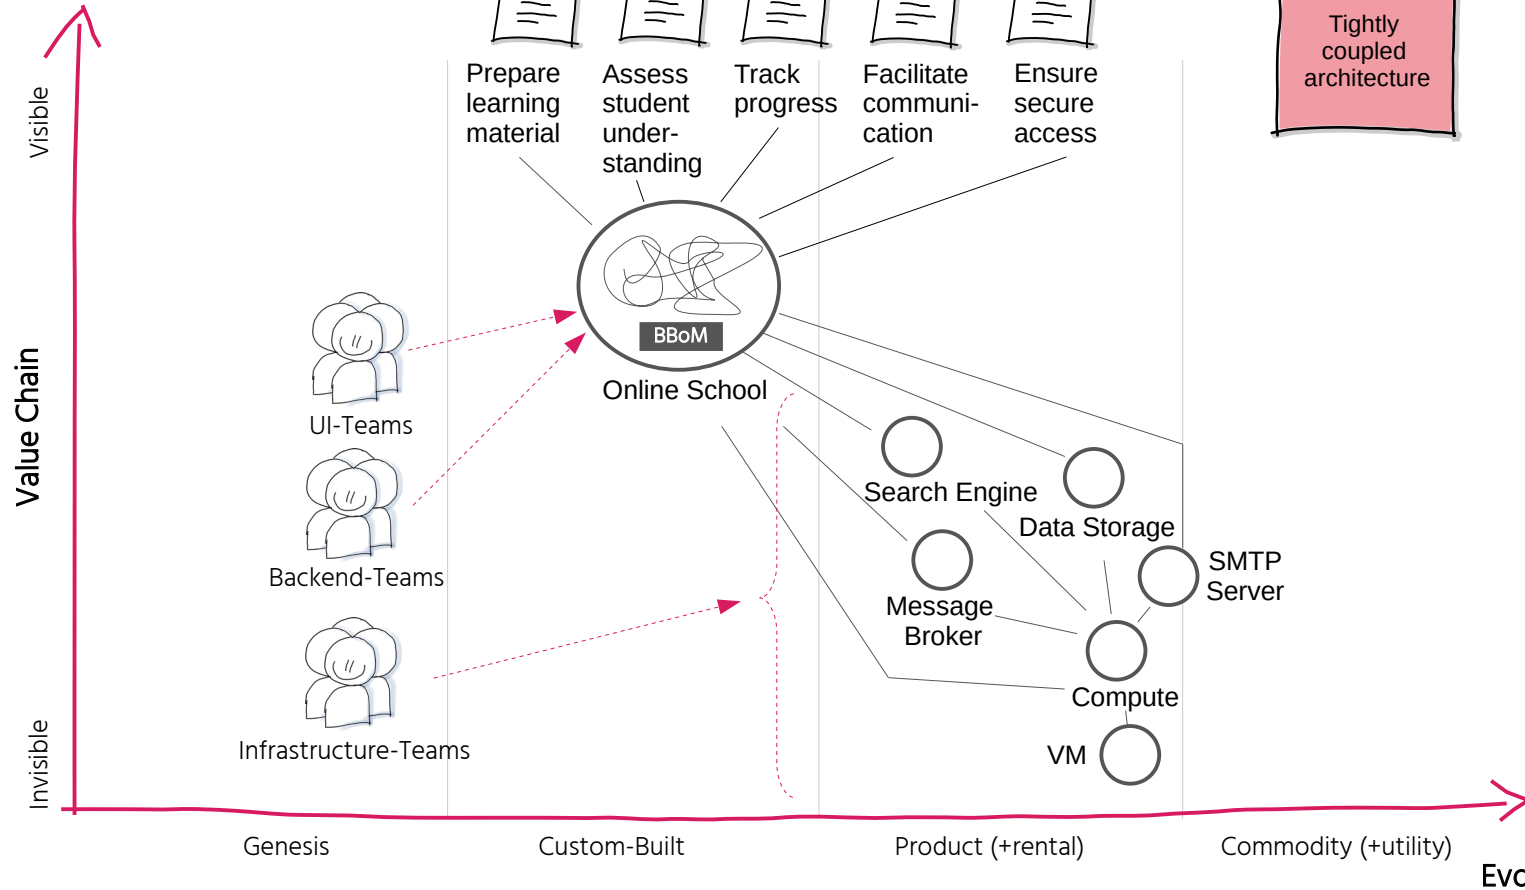 Tightly
coupled
architecture
Prepare
learning
material
Assess
student
under-
standing
Track
progress
Facilitate
communi-
cation
Ensure
secure
access
Visible
Value Chain
Invisible
BBoM
Online School
UI-Teams
Backend-Teams
Infrastructure-Teams
Search Engine
Data Storage
SMTP
Server
Message
Broker
Compute
VM
Genesis
Custom-Built
Product (+rental)
Commodity (+utility)
Evo